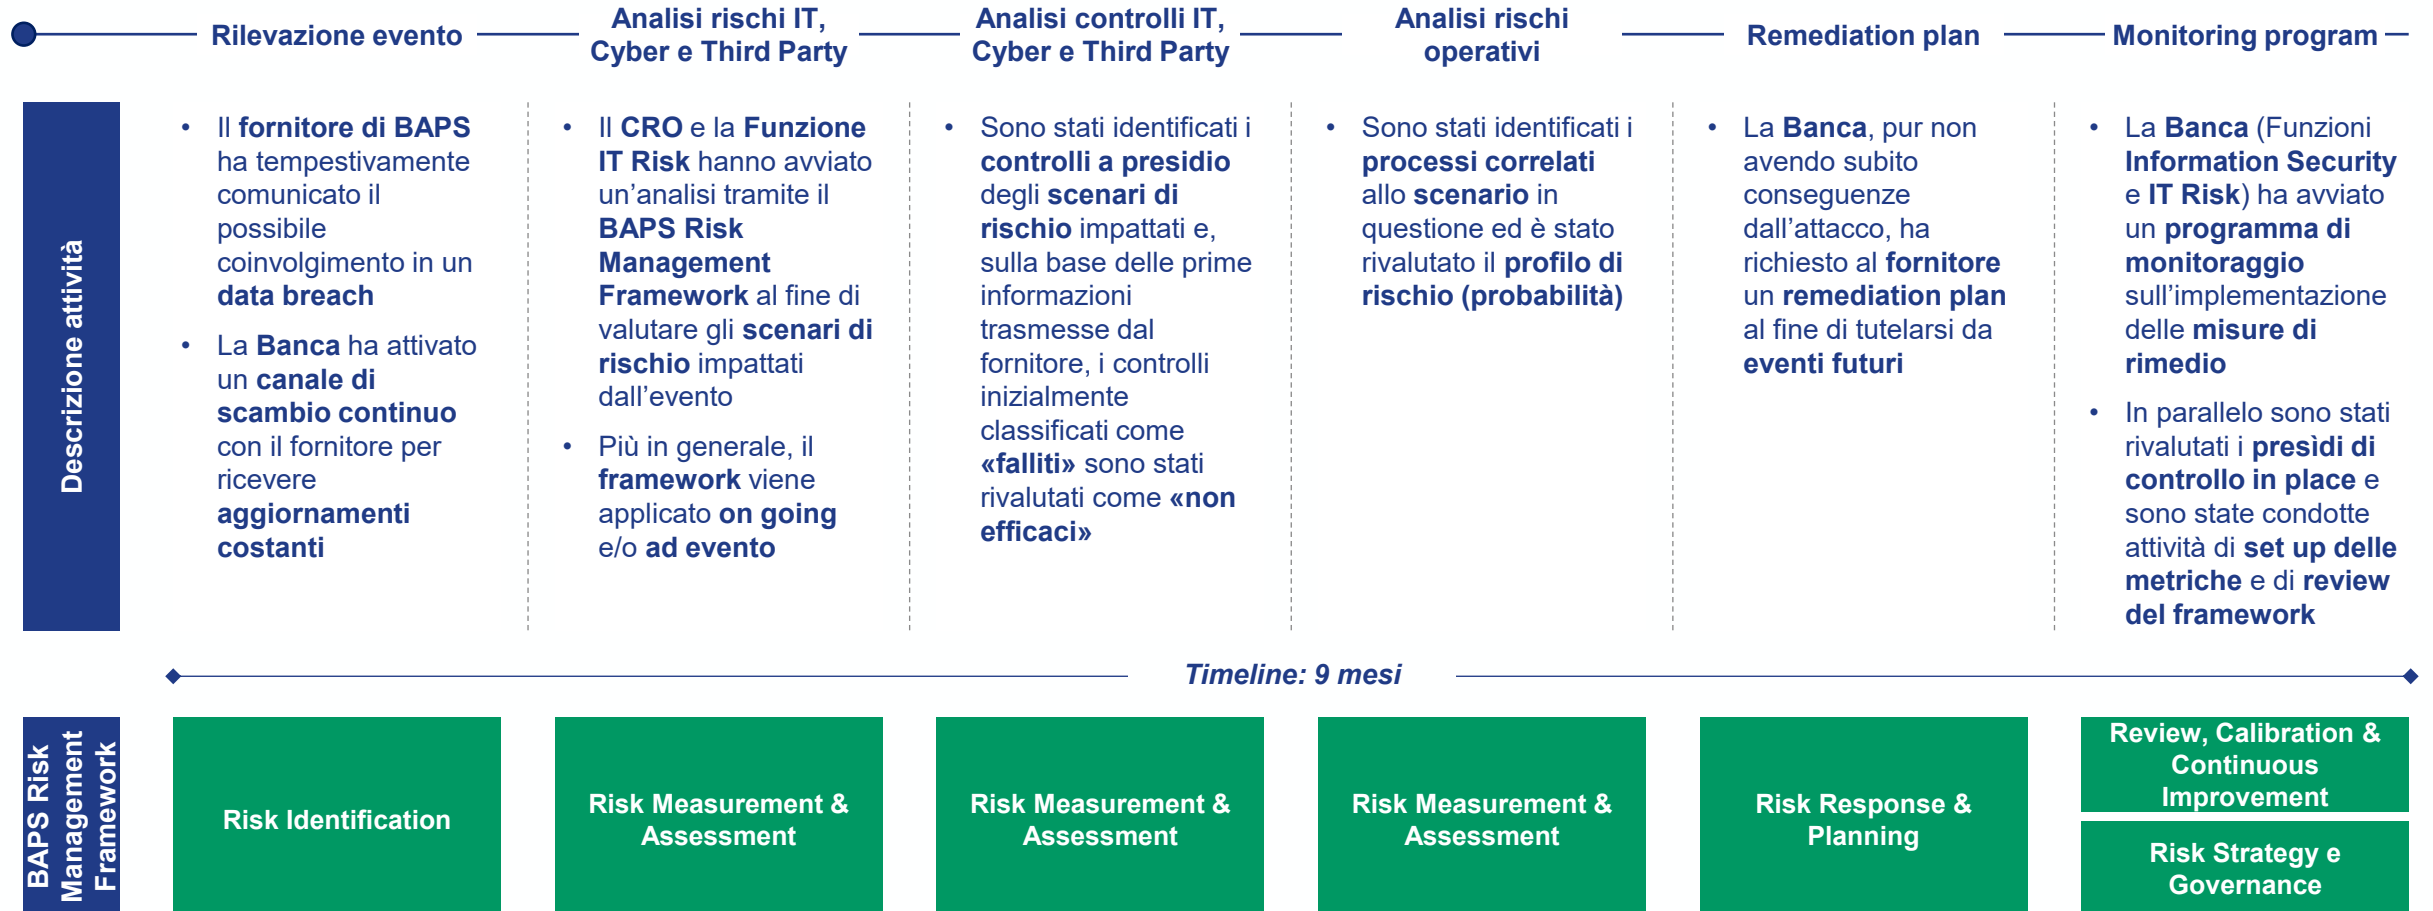 Rilevazione evento
Analisi rischi IT,
Cyber e Third Party
Analisi controlli IT,
Cyber e Third Party
Analisi rischi
operativi
Remediation plan
Monitoring program
Descrizione attività
• Il fornitore di BAPS
ha tempestivamente
comunicato il
possibile
coinvolgimento in un
data breach
• La Banca ha attivato
un canale di
scambio continuo
con il fornitore per
ricevere
aggiornamenti
costanti
• Il CRO e la Funzione
IT Risk hanno avviato
un’analisi tramite il
BAPS Risk
Management
Framework al fine di
valutare gli scenari di
rischio impattati
dall’evento
• Più in generale, il
framework viene
applicato on going
e/o ad evento
• Sono stati identificati i
controlli a presidio
degli scenari di
rischio impattati e,
sulla base delle prime
informazioni
trasmesse dal
fornitore, i controlli
inizialmente
classificati come
«falliti» sono stati
rivalutati come «non
efficaci»
• Sono stati identificati i
processi correlati
allo scenario in
questione ed è stato
rivalutato il profilo di
rischio (probabilità)
• La Banca, pur non
avendo subito
conseguenze
dall’attacco, ha
richiesto al fornitore
un remediation plan
al fine di tutelarsi da
eventi futuri
• La Banca (Funzioni
Information Security
e IT Risk) ha avviato
un programma di
monitoraggio
sull’implementazione
delle misure di
rimedio
• In parallelo sono stati
rivalutati i presìdi di
controllo in place e
sono state condotte
attività di set up delle
metriche e di review
del framework
Timeline: 9 mesi
BAPS Risk
Management
Framework
Risk Identification
Risk Measurement &
Assessment
Risk Measurement &
Assessment
Risk Measurement &
Assessment
Risk Response &
Planning
Review, Calibration &
Continuous
Improvement
Risk Strategy e
Governance